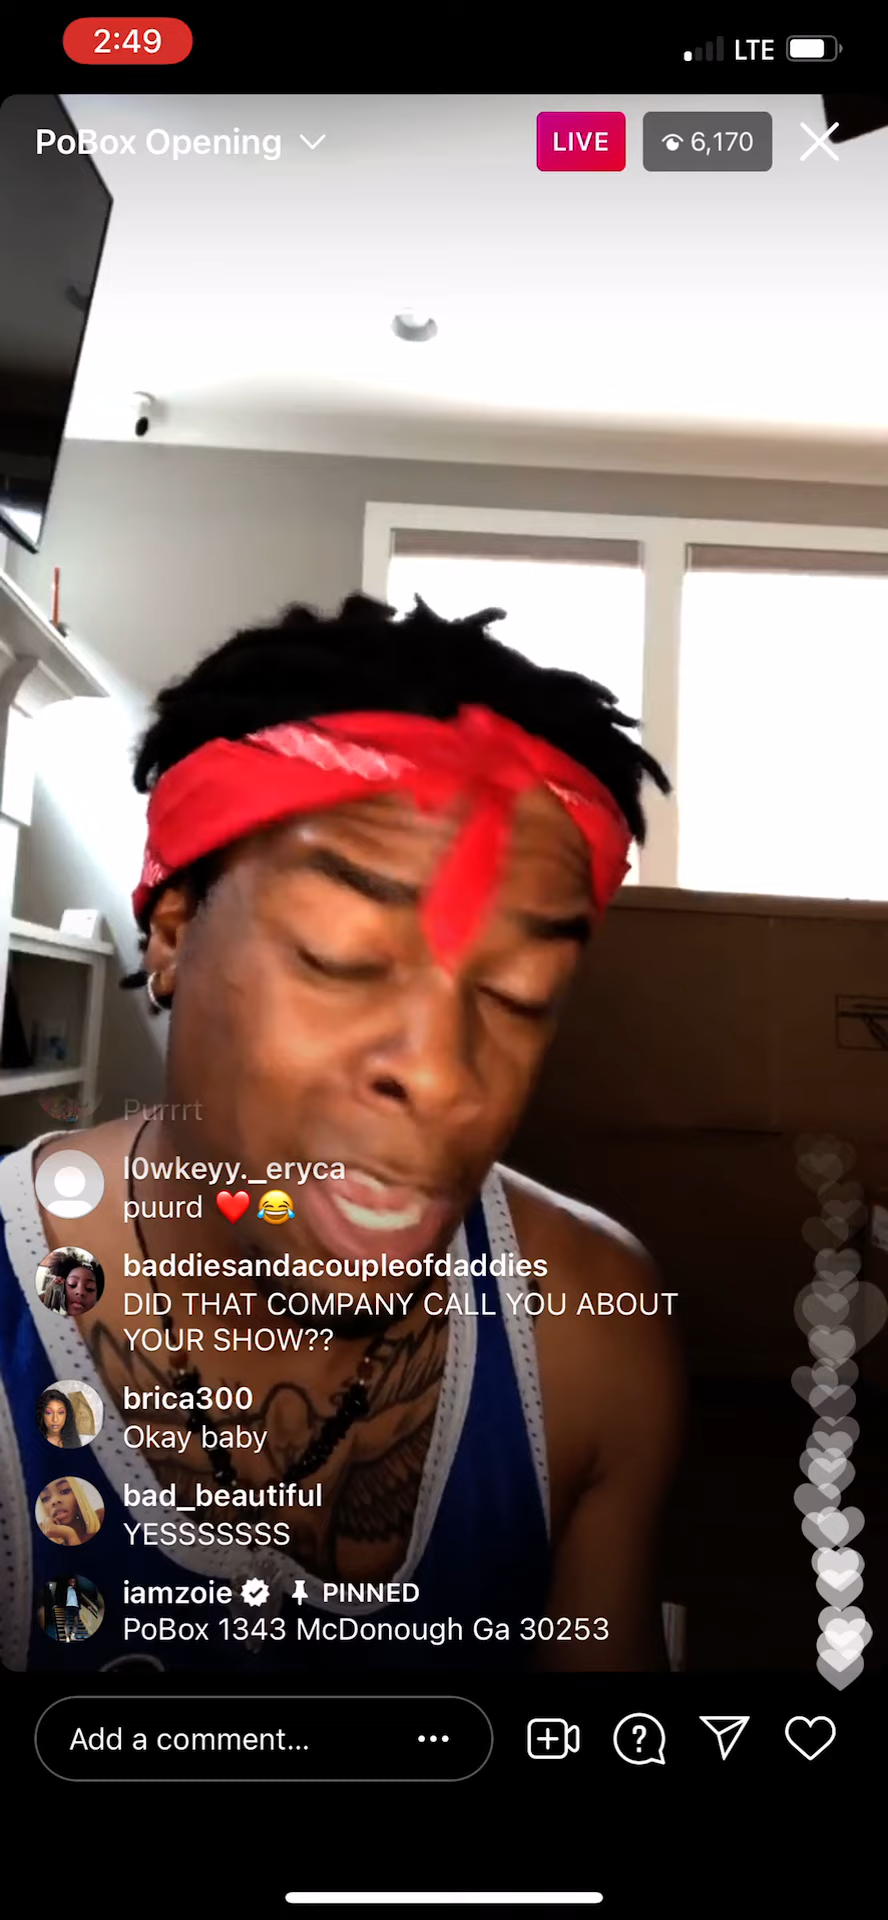 2:49
LTE
PoBox Opening
LIVE
6,170
Purrrt
l0wkeyy._eryca
puurd ❤️😂
baddiesandacoupleofdaddies
DID THAT COMPANY CALL YOU ABOUT
YOUR SHOW??
brica300
Okay baby
bad_beautiful
YESSSSSSS
iamzoie PINNED
PoBox 1343 McDonough Ga 30253
Add a comment...